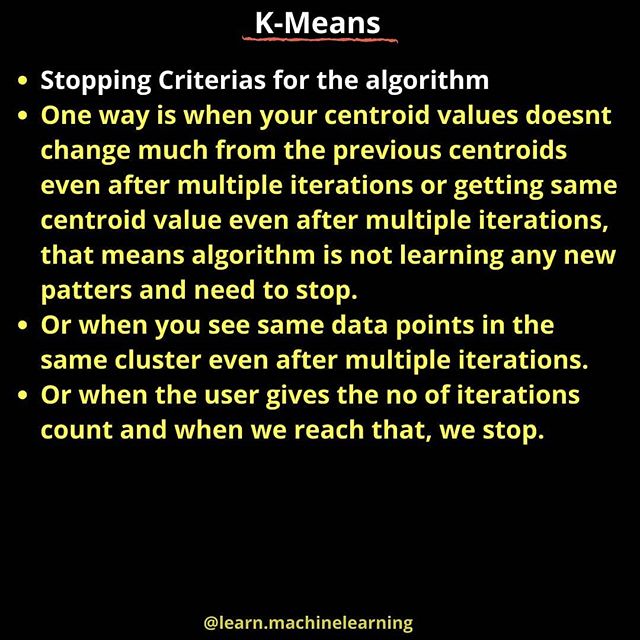 K-Means
• Stopping Criterias for the algorithm
• One way is when your centroid values doesnt
change much from the previous centroids
even after multiple iterations or getting same
centroid value even after multiple iterations,
that means algorithm is not learning any new
patters and need to stop.
• Or when you see same data points in the
same cluster even after multiple iterations.
• Or when the user gives the no of iterations
count and when we reach that, we stop.
@learn.machinelearning